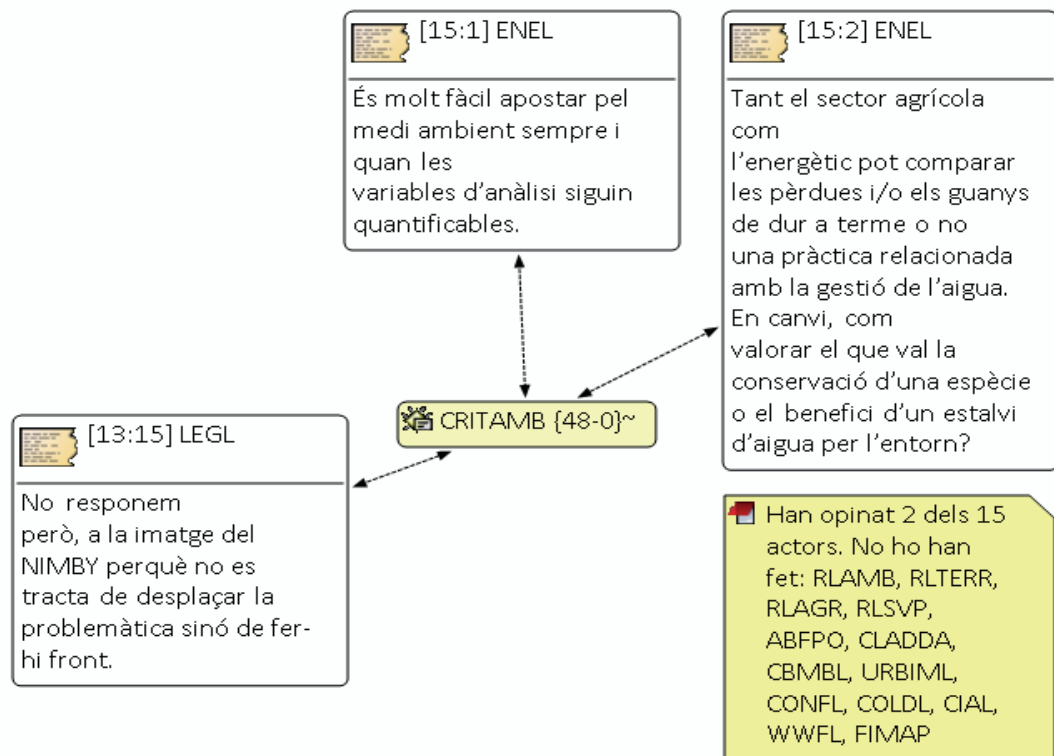 [15:1] ENEL
És molt fàcil apostar pel
medi ambient sempre i
quan les
variables d'anàlisi siguin
quantificables.
[15:2] ENEL
Tant el sector agrícola
com
l'energètic pot comparar
les pèrdues i/o els guanys
de dur a terme o no
una pràctica relacionada
amb la gestió de l'aigua.
En canvi, com
valorar el que val la
conservació d'una espècie
o el benefici d'un estalvi
d'aigua per l'entorn?
CRITAMB {48-0}~
[13:15] LEGL
No responem
però, a la imatge del
NIMBY perquè no es
tracta de desplaçar la
problemàtica sinó de fer-
hi front.
Han opinat 2 dels 15
actors. No ho han
fet: RLAMB, RLTERR,
RLAGR, RLSVP,
ABFPO, CLADDA,
CBMBL, URBIML,
CONFL, COLDL, CIAL,
WWFL, FIMAP